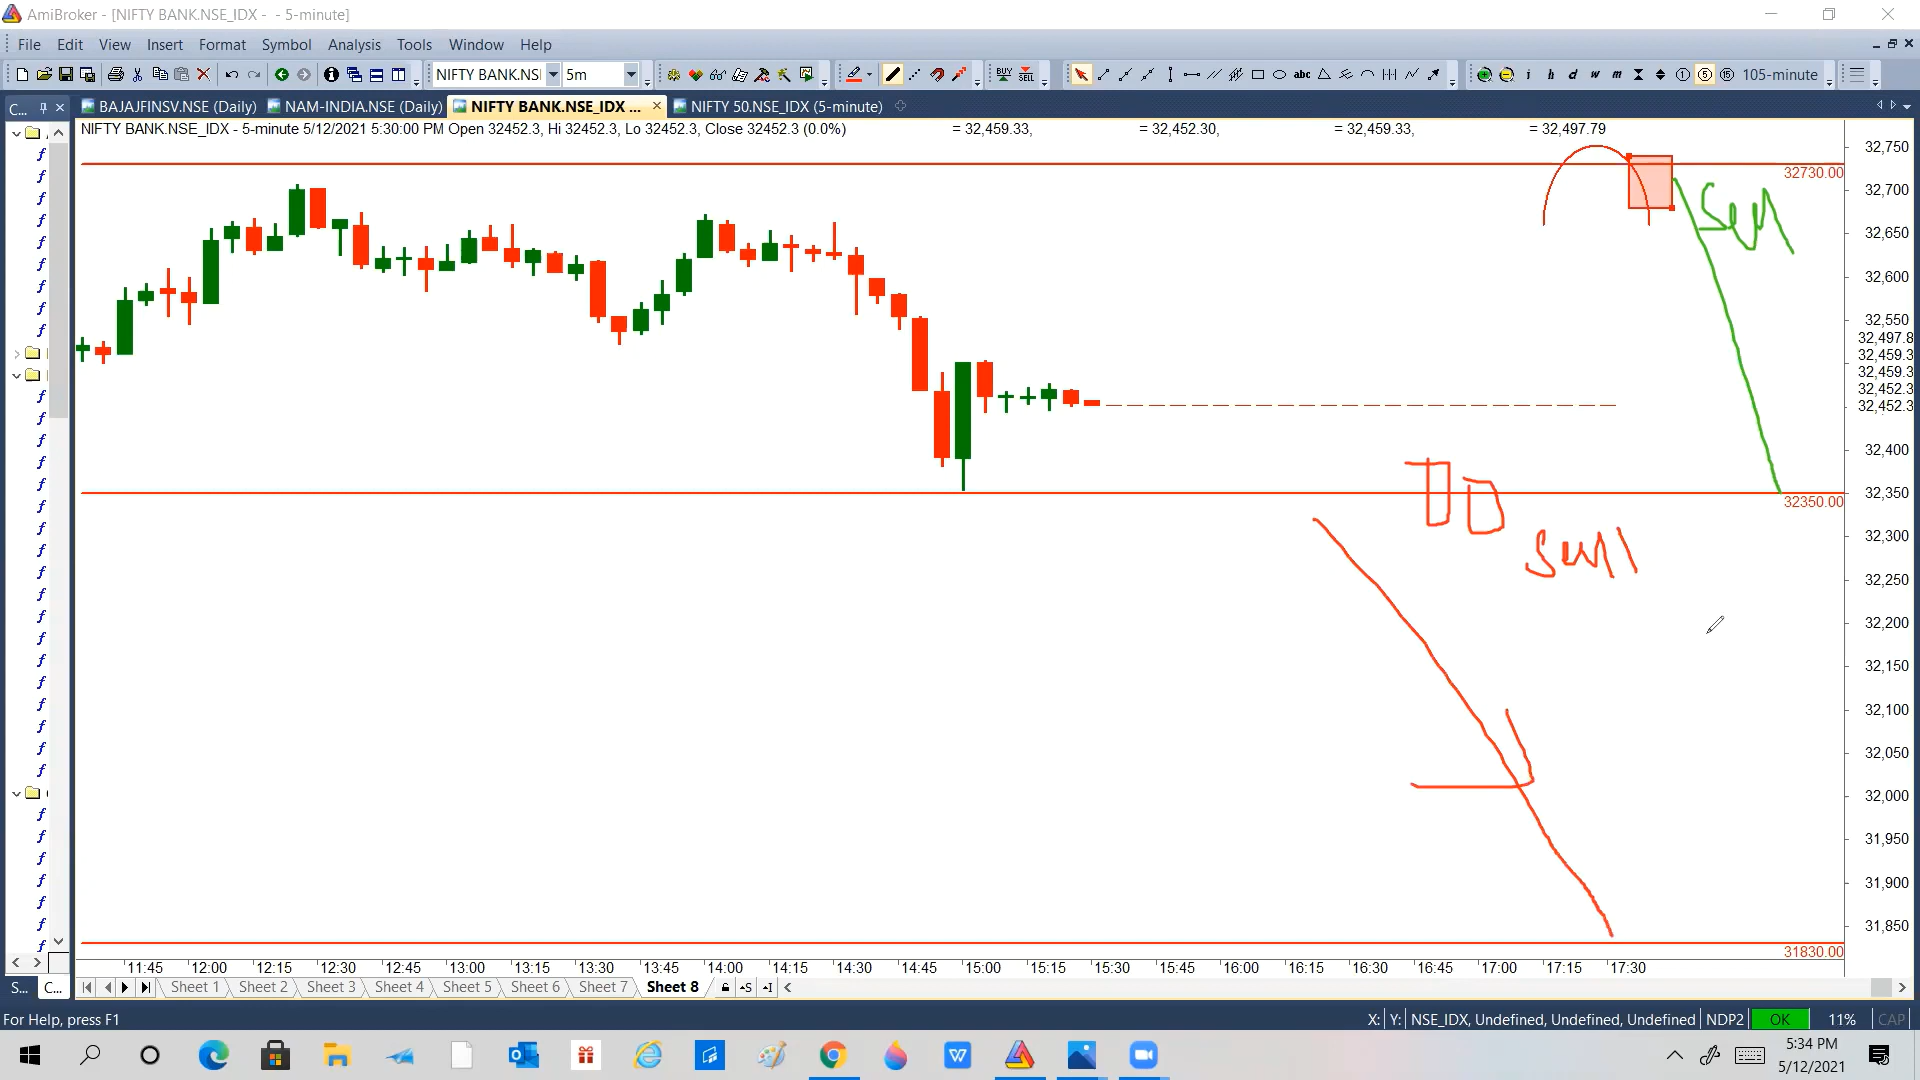 AmiBroker - [NIFTY BANK.NSE_IDX - - 5-minute]
File Edit View Insert Format Symbol Analysis Tools Window Help
NIFTY BANK.NSI 5m BUY SELL abc i h d w m 1 5 15 105-minute
C... BAJAJFINSV.NSE (Daily) NAM-INDIA.NSE (Daily) NIFTY BANK.NSE_IDX ... NIFTY 50.NSE_IDX (5-minute)
NIFTY BANK.NSE_IDX - 5-minute 5/12/2021 5:30:00 PM Open 32452.3, Hi 32452.3, Lo 32452.3, Close 32452.3 (0.0%) = 32,459.33, = 32,452.30, = 32,459.33, = 32,497.79
32,750
32730.00
32,700
Sell
32,650
32,600
32,550
32,497.8
32,459.3
32,459.3
32,452.3
32,452.3
32,400
32,350
32350.00
32,300
Sell
32,250
32,200
32,150
32,100
32,050
32,000
31,950
31,900
31,850
31830.00
11:45 12:00 12:15 12:30 12:45 13:00 13:15 13:30 13:45 14:00 14:15 14:30 14:45 15:00 15:15 15:30 15:45 16:00 16:15 16:30 16:45 17:00 17:15 17:30
S... C... Sheet 1 Sheet 2 Sheet 3 Sheet 4 Sheet 5 Sheet 6 Sheet 7 Sheet 8
For Help, press F1 X: Y: NSE_IDX, Undefined, Undefined, Undefined NDP2 OK 11% CAP
5:34 PM
5/12/2021